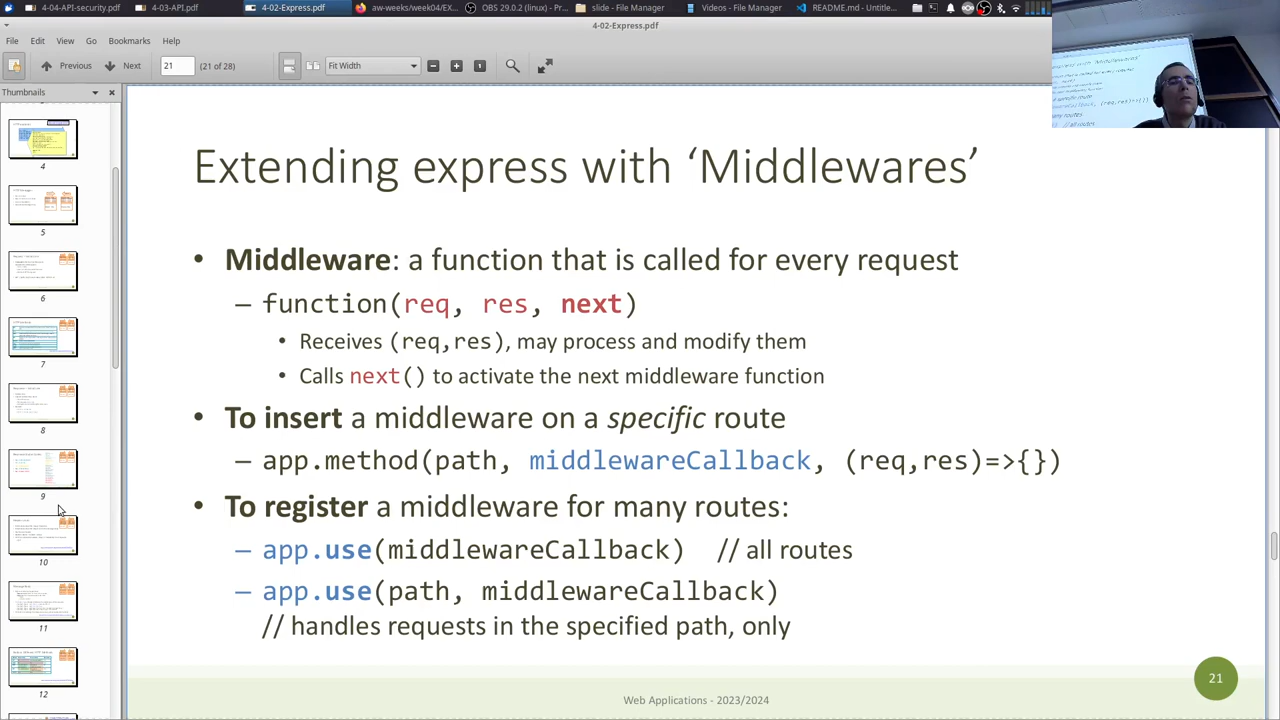 4-04-API-security.pdf 4-03-API.pdf 4-02-Express.pdf aw-weeks/week04/EX... OBS 29.0.2 (linux)... slide - File Manager Videos - File Manager README.md - Untitle...
4-02-Express.pdf
File Edit View Go Bookmarks Help
Previous Next 21 (21 of 28) Fit Width
Thumbnails
4
5
6
7
8
9
10
11
12
Extending express with ‘Middlewares’
• Middleware: a function that is called for every request
– function(req, res, next)
• Receives (req,res), may process and modify them
• Calls next() to activate the next middleware function
• To insert a middleware on a specific route
– app.method(path, middlewareCallback, (req,res)=>{})
• To register a middleware for many routes:
– app.use(middlewareCallback) // all routes
– app.use(path, middlewareCallback)
// handles requests in the specified path, only
Web Applications - 2023/2024
21